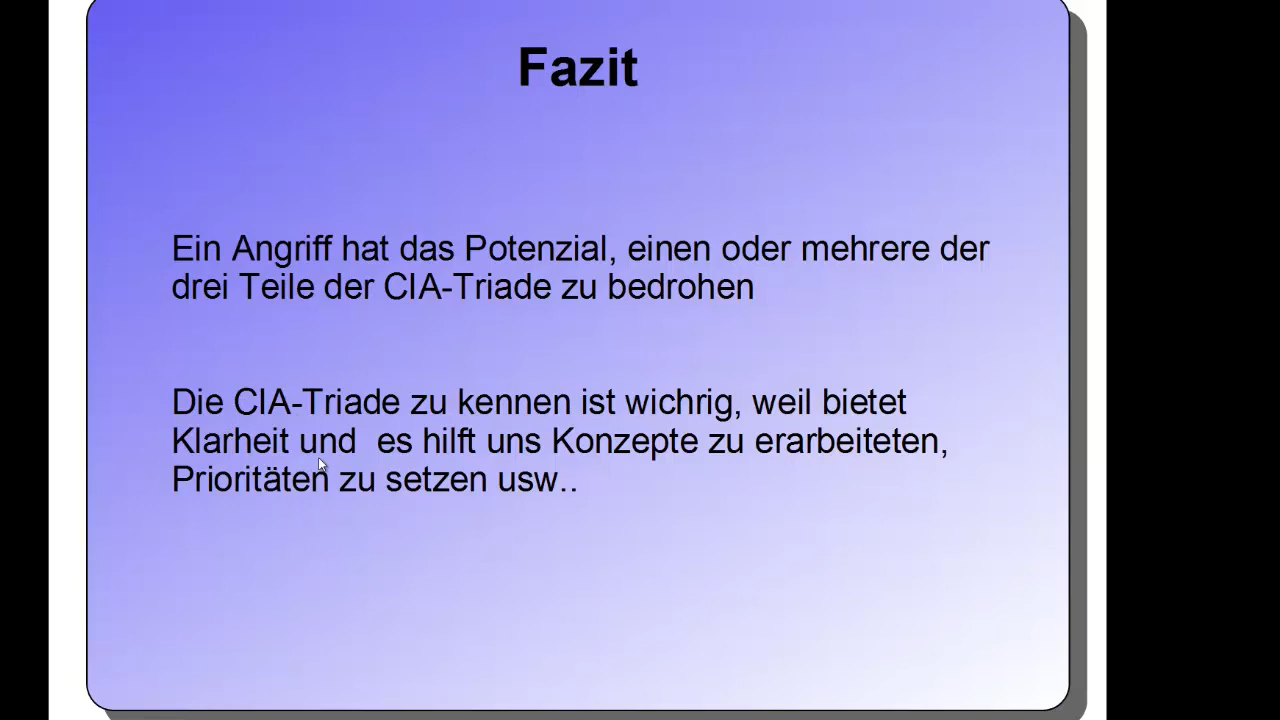 Fazit
Ein Angriff hat das Potenzial, einen oder mehrere der
drei Teile der CIA-Triade zu bedrohen
Die CIA-Triade zu kennen ist wichrig, weil bietet
Klarheit und  es hilft uns Konzepte zu erarbeiteten,
Prioritäten zu setzen usw..